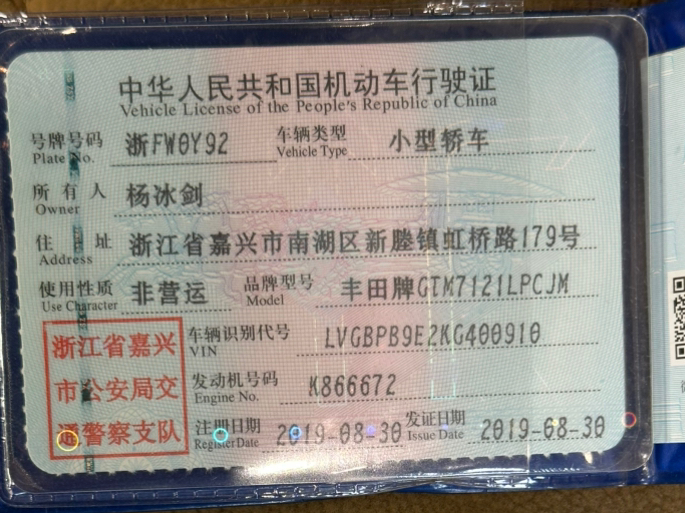 中华人民共和国机动车行驶证
Vehicle License of the People's Republic of China
号牌号码 浙FW0Y92 车辆类型 小型轿车
Plate No. Vehicle Type
所有人 杨冰剑
Owner
住址 浙江省嘉兴市南湖区新塍镇虹桥路179号
Address
使用性质 非营运 品牌型号 丰田牌GTM7121LPCJM
Use Character Model
浙江省嘉兴 车辆识别代号 LVGBPB9E2KG400910
VIN
市公安局交 发动机号码 K866672
Engine No.
通警察支队 注册日期 2019-08-30 发证日期 2019-08-30
Register Date Issue Date